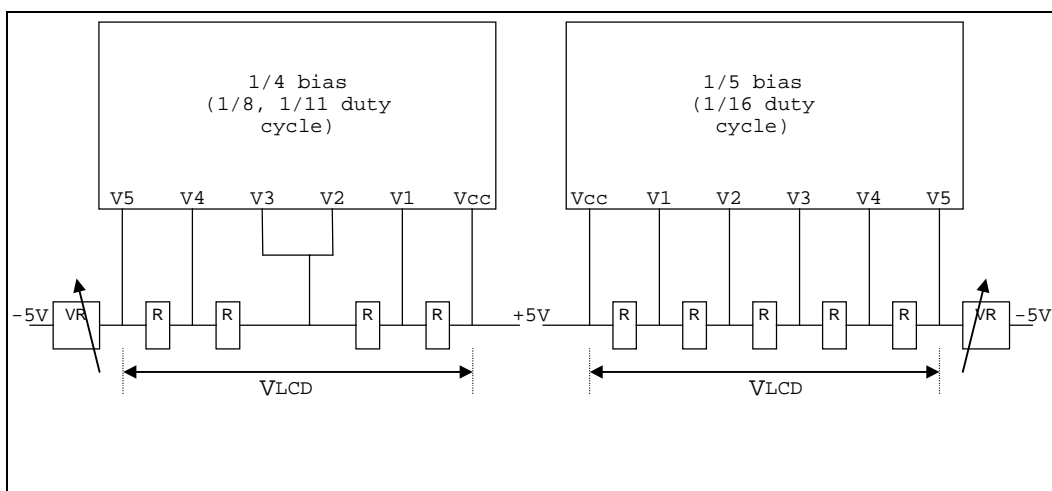 1/4 bias
(1/8, 1/11 duty
cycle)
V5 V4 V3 V2 V1 Vcc
1/5 bias
(1/16 duty
cycle)
Vcc V1 V2 V3 V4 V5
-5V VR R R R R +5V R R R R R VR -5V
VLCD VLCD